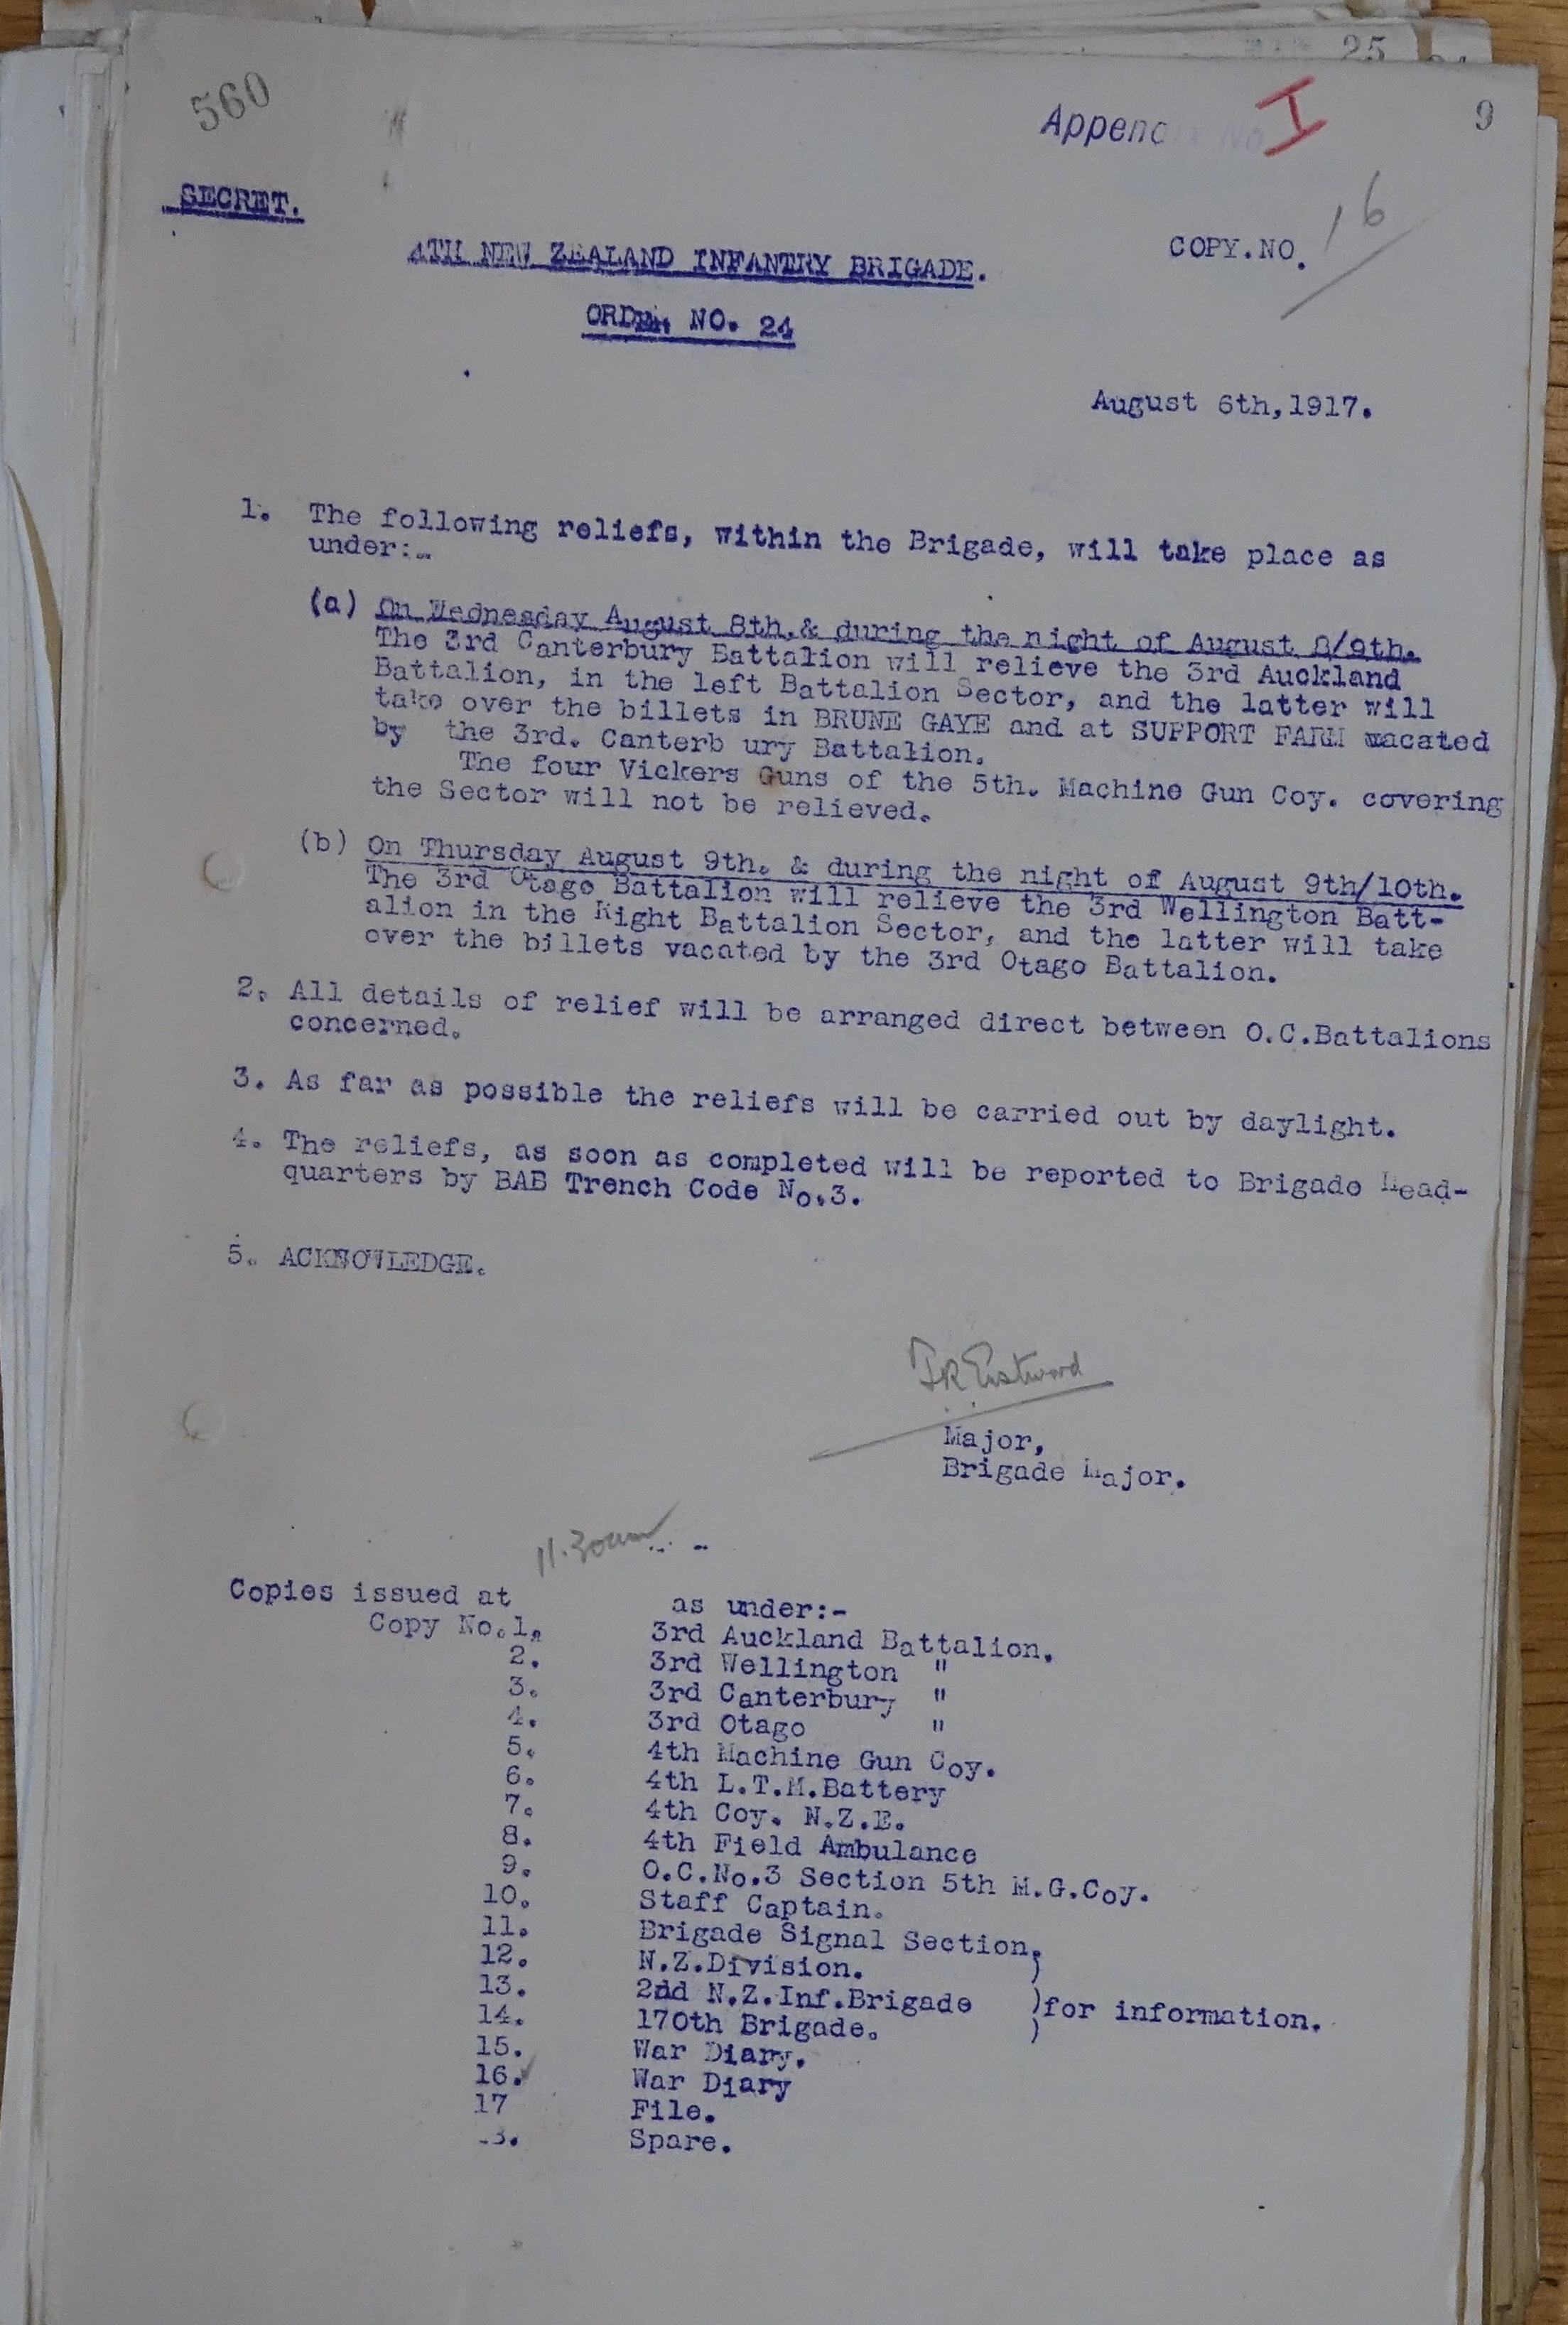 25
560
Appendix No I
9
SECRET.
COPY.NO. 16
4TH NEW ZEALAND INFANTRY BRIGADE.
ORDER NO. 24
August 6th,1917.
1. The following reliefs, within the Brigade, will take place as
under:-
(a) On Wednesday August 8th.& during the night of August 8/9th.
The 3rd Canterbury Battalion will relieve the 3rd Auckland
Battalion, in the left Battalion Sector, and the latter will
take over the billets in BRUNE GAYE and at SUPPORT FARM macated
by the 3rd. Canterb ury Battalion.
The four Vickers Guns of the 5th. Machine Gun Coy. covering
the Sector will not be relieved.
(b) On Thursday August 9th. & during the night of August 9th/10th.
The 3rd Otago Battalion will relieve the 3rd Wellington Batt-
alion in the Right Battalion Sector, and the latter will take
over the billets vacated by the 3rd Otago Battalion.
2. All details of relief will be arranged direct between O.C.Battalions
concerned.
3. As far as possible the reliefs will be carried out by daylight.
4. The reliefs, as soon as completed will be reported to Brigade Head-
quarters by BAB Trench Code No.3.
5. ACKNOWLEDGE.
T.R. Eastwood
Major,
Brigade Major.
11.30am
Copies issued at as under:-
Copy No.1. 3rd Auckland Battalion.
2. 3rd Wellington "
3. 3rd Canterbury "
4. 3rd Otago "
5. 4th Machine Gun Coy.
6. 4th L.T.M.Battery
7. 4th Coy. N.Z.E.
8. 4th Field Ambulance
9. O.C.No.3 Section 5th M.G.Coy.
10. Staff Captain.
11. Brigade Signal Section.
12. N.Z.Division. )
13. 2nd N.Z.Inf.Brigade )for information.
14. 170th Brigade. )
15. War Diary.
16. War Diary
17 File.
Spare.